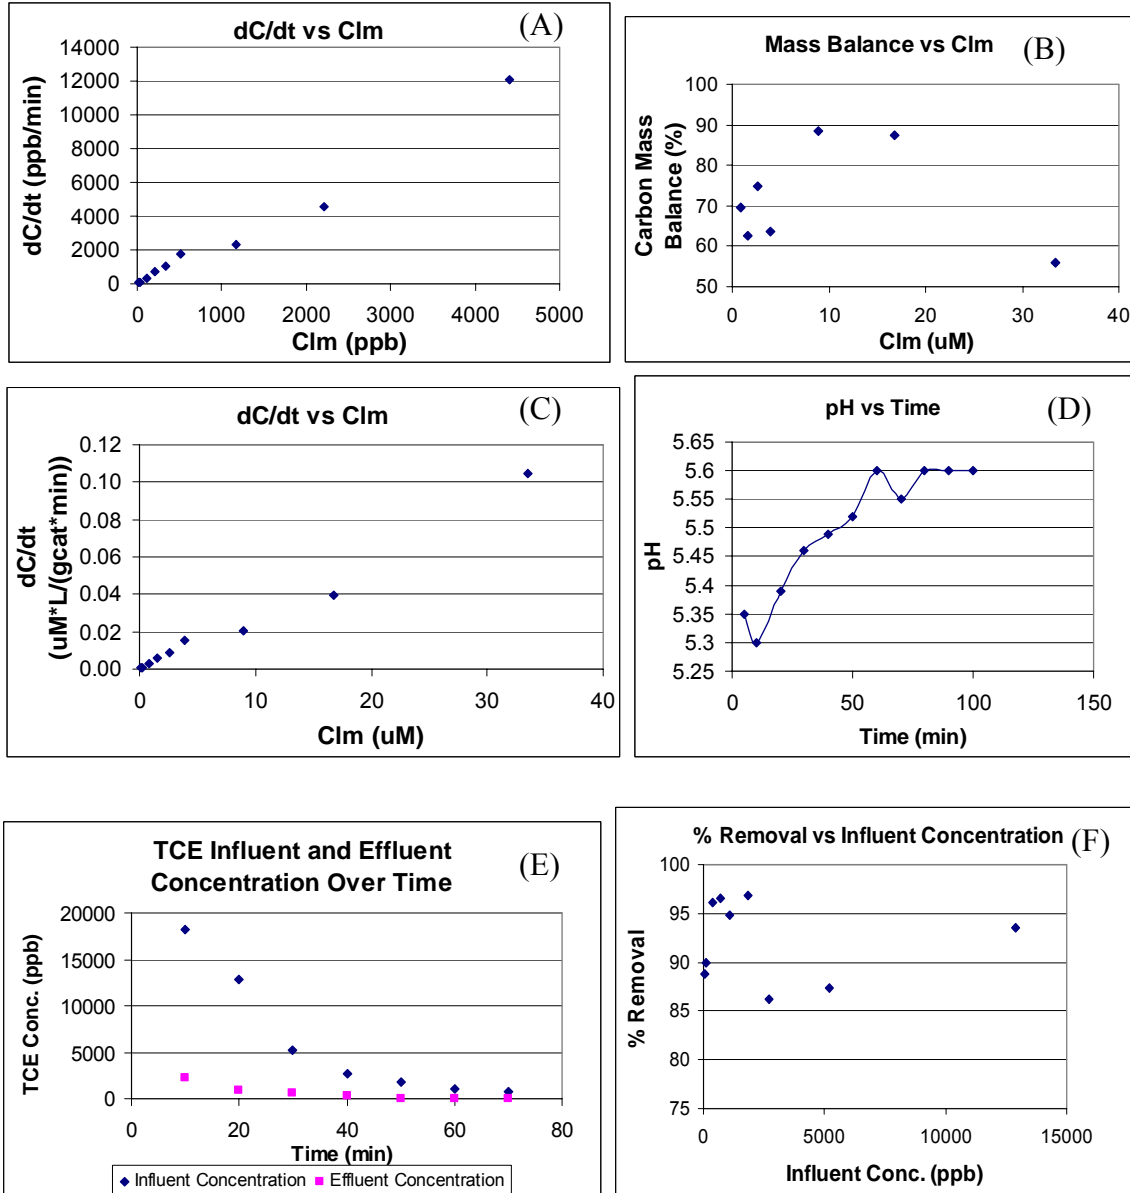 dC/dt vs Clm
(A)
14000
12000
10000
8000
6000
4000
2000
0
dC/dt (ppb/min)
0 1000 2000 3000 4000 5000
Clm (ppb)
Mass Balance vs Clm
(B)
100
90
80
70
60
50
Carbon Mass
Balance (%)
0 10 20 30 40
Clm (uM)
dC/dt vs Clm
(C)
0.12
0.10
0.08
0.06
0.04
0.02
0.00
dC/dt
(uM*L/(gcat*min))
0 10 20 30 40
Clm (uM)
pH vs Time
(D)
5.65
5.6
5.55
5.5
5.45
5.4
5.35
5.3
5.25
pH
0 50 100 150
Time (min)
TCE Influent and Effluent
Concentration Over Time
(E)
20000
15000
10000
5000
0
TCE Conc. (ppb)
0 20 40 60 80
Time (min)
Influent Concentration Effluent Concentration
% Removal vs Influent Concentration
(F)
100
95
90
85
80
75
% Removal
0 5000 10000 15000
Influent Conc. (ppb)